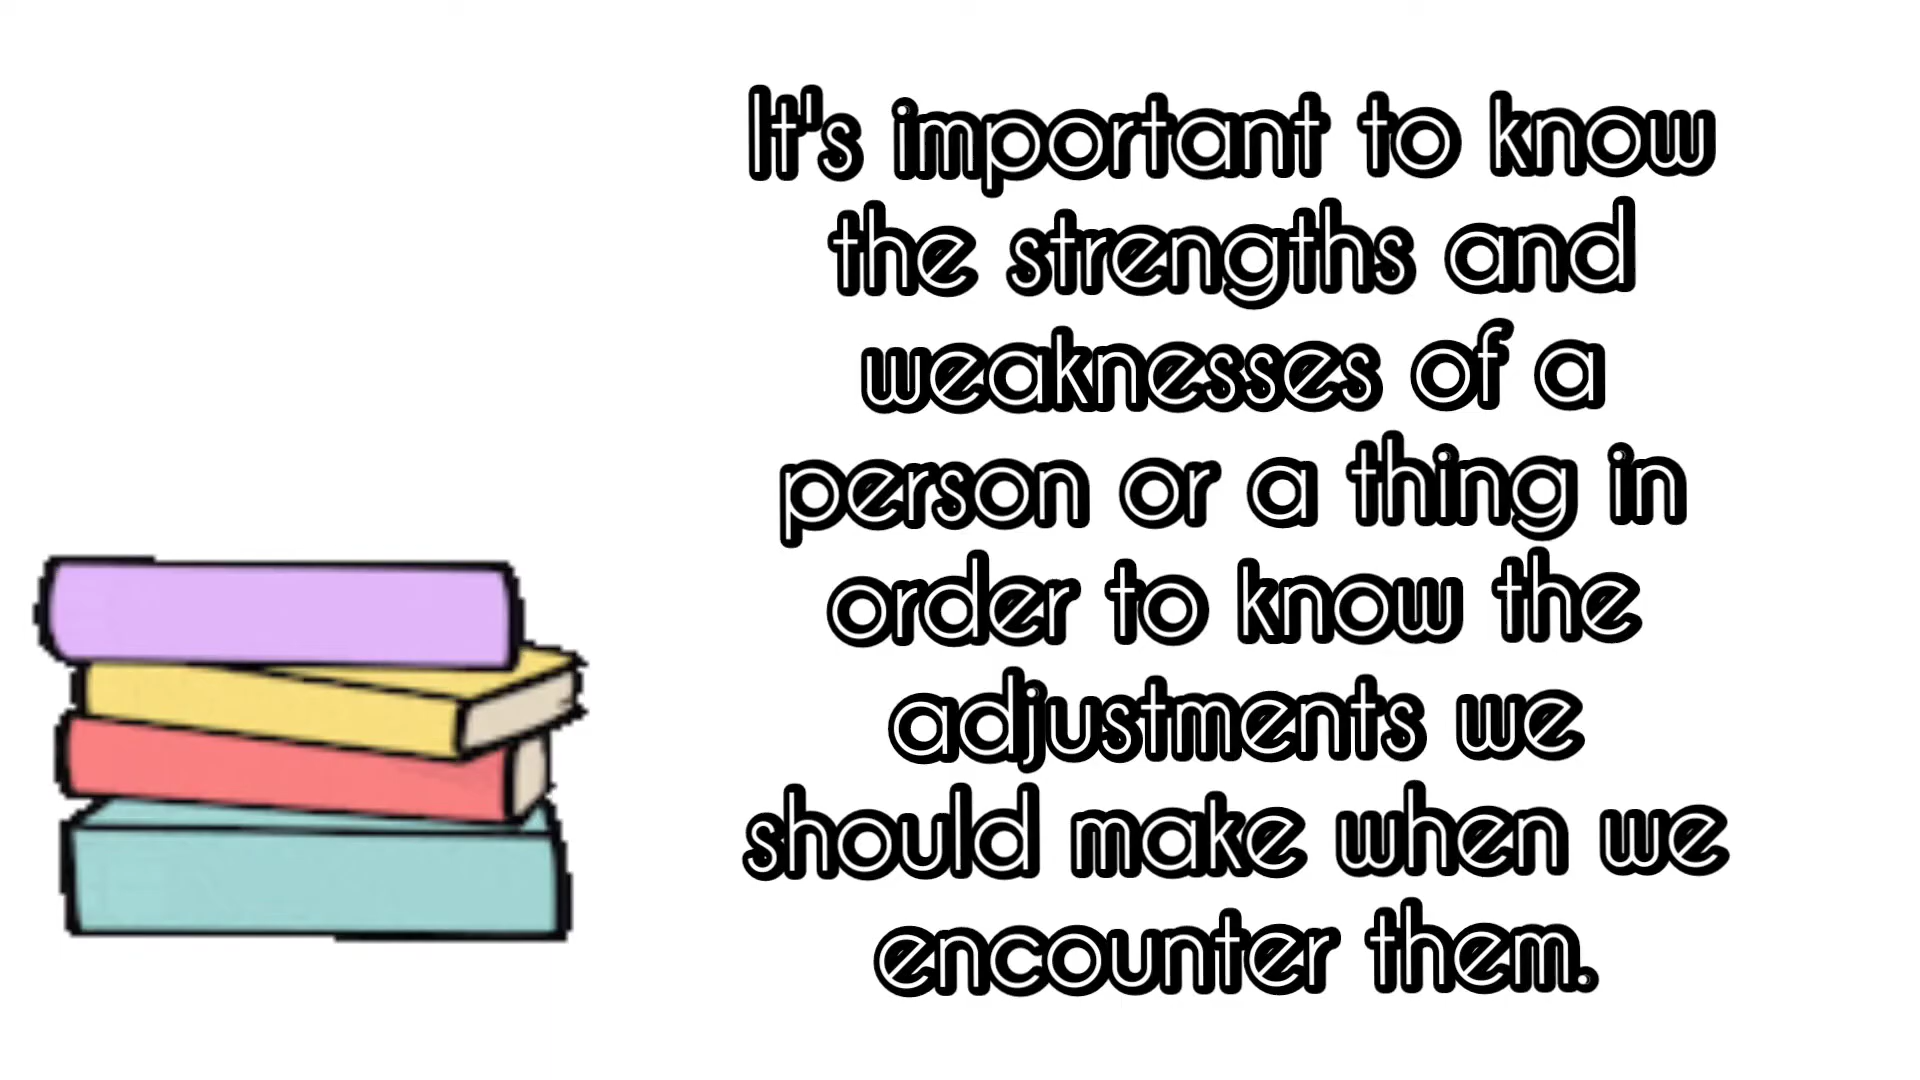 It's important to know
the strengths and
weaknesses of a
person or a thing in
order to know the
adjustments we
should make when we
encounter them.